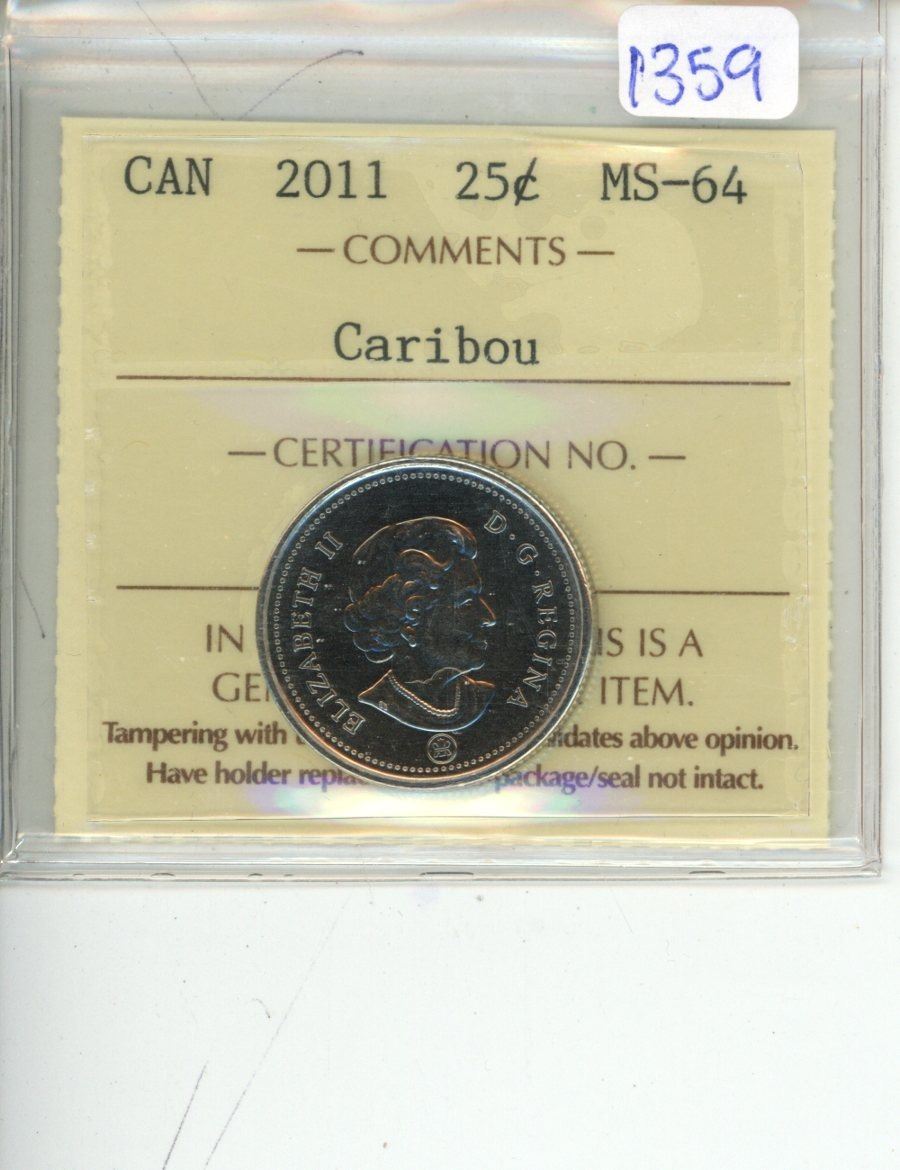 1359
CAN 2011 25¢ MS-64
— COMMENTS —
Caribou
— CERTIFICATION NO. —
IN IS IS A
GE ITEM.
Tampering with idates above opinion.
Have holder repla package/seal not intact.
ELIZABETH II D·G·REGINA